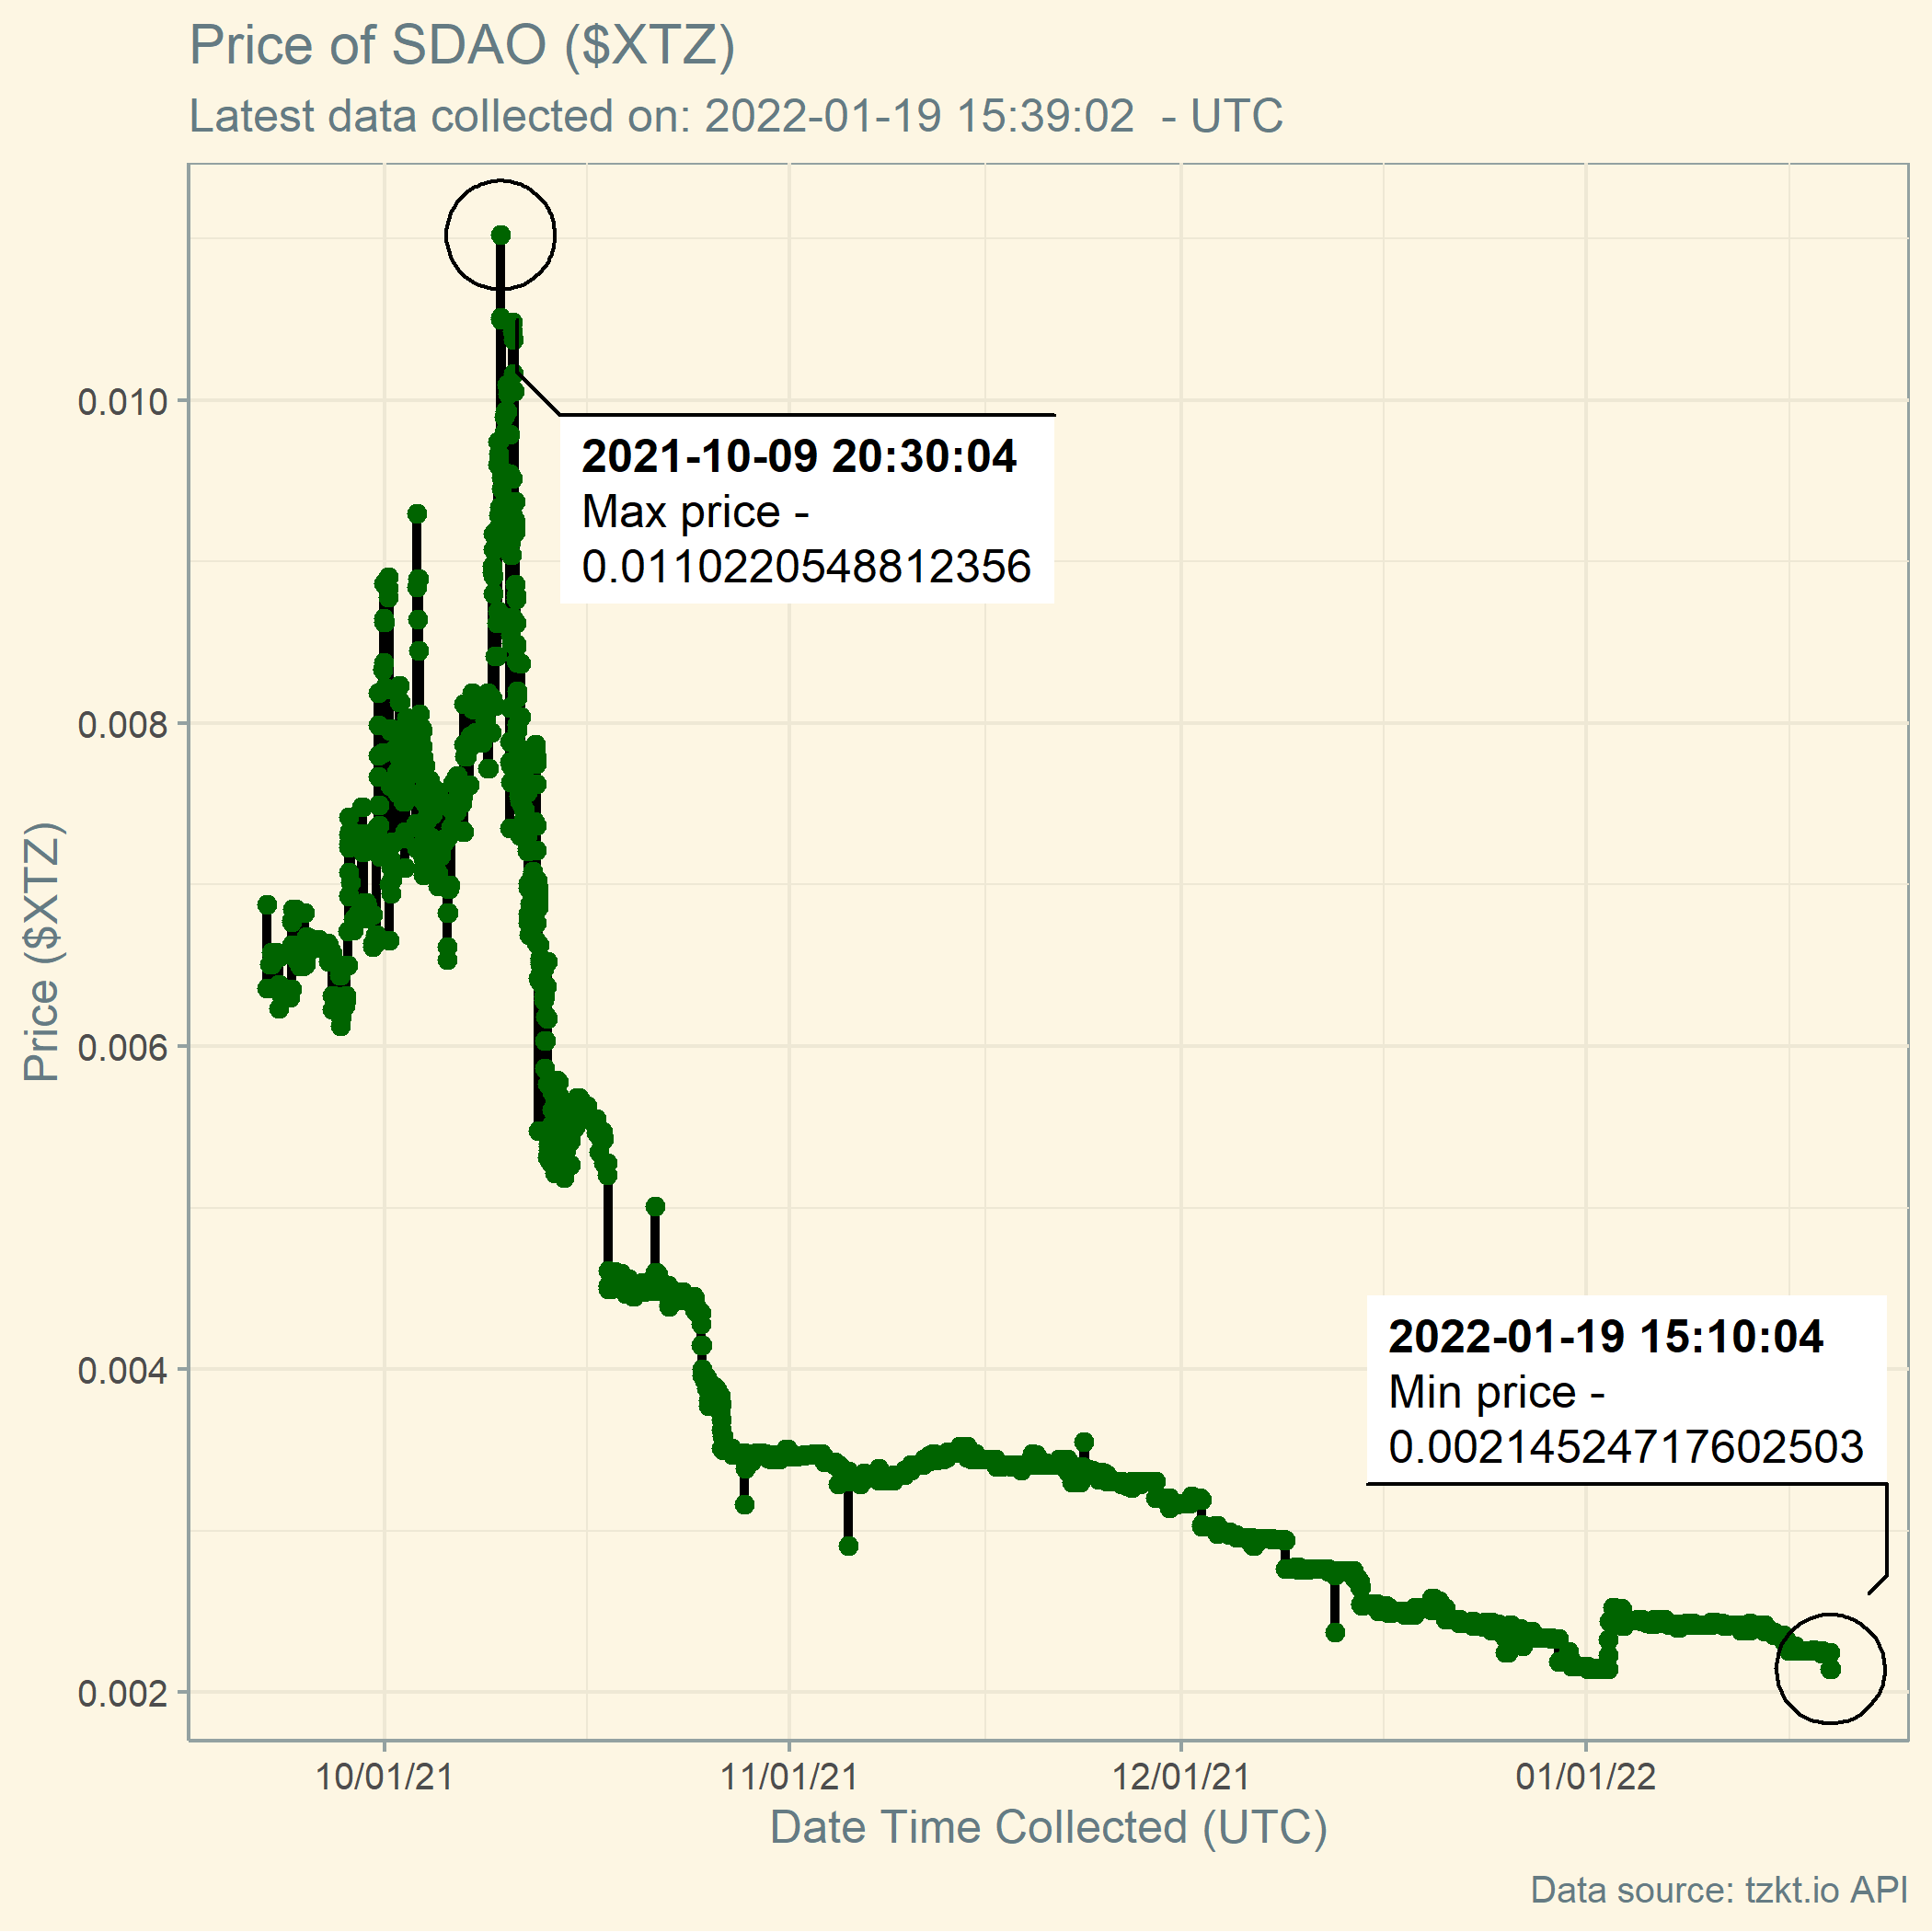 Price of SDAO ($XTZ)
Latest data collected on: 2022-01-19 15:39:02  - UTC
0.010
2021-10-09 20:30:04
Max price -
0.01102220548812356
0.008
Price ($XTZ)
0.006
0.004
2022-01-19 15:10:04
Min price -
0.00214524717602503
0.002
10/01/21
11/01/21
12/01/21
01/01/22
Date Time Collected (UTC)
Data source: tzkt.io API